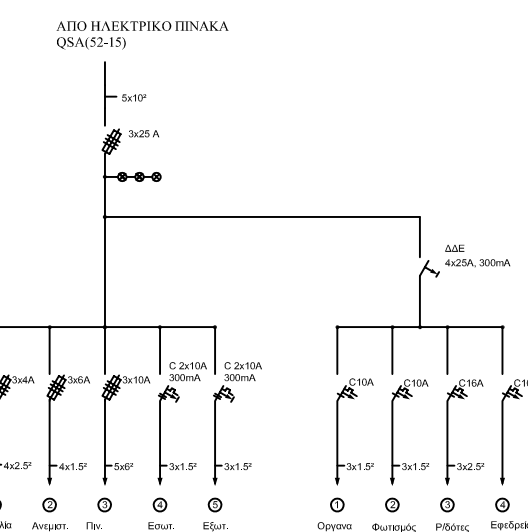 ΑΠΟ ΗΛΕΚΤΡΙΚΟ ΠΙΝΑΚΑ
QSA(52-15)
5x10²
3x25 A
ΔΔΕ
4x25A, 300mA
C 2x10A C 2x10A
300mA 300mA
3x4A 3x6A 3x10A C10A C10A C16A
4x2.5² 4x1.5² 5x6² 3x1.5² 3x1.5² 3x1.5² 3x1.5² 3x2.5²
2 3 4 5 1 2 3 4
Ανεμιστ. Πιν. Εσωτ. Εξωτ. Οργανα Φωτισμός Ρ/δότες